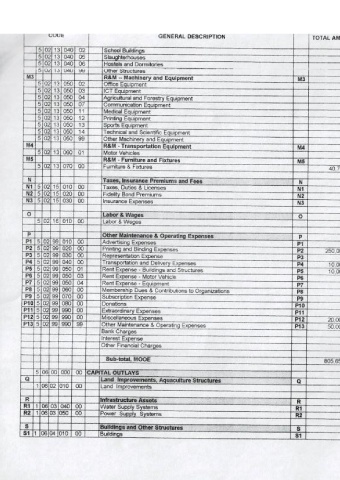 CODE GENERAL DESCRIPTION TOTAL AM
5 02 13 040 02 School Buildings
5 02 13 040 05 Slaughterhouses
5 02 13 040 06 Hostels and Dormitories
5 02 13 040 99 Other Structures
M3 R&M – Machinery and Equipment M3
5 02 13 050 02 Office Equipment
5 02 13 050 03 ICT Equipment
5 02 13 050 04 Agricultural and Forestry Equipment
5 02 13 050 07 Communication Equipment
5 02 13 050 11 Medical Equipment
5 02 13 050 12 Printing Equipment
5 02 13 050 13 Sports Equipment
5 02 13 050 14 Technical and Scientific Equipment
5 02 13 050 99 Other Machinery and Equipment
M4 R&M - Transportation Equipment M4
5 02 13 060 01 Motor Vehicles
M5 R&M - Furniture and Fixtures M5
5 02 13 070 00 Furniture & Fixtures 40,7
N Taxes, Insurance Premiums and Fees N
N1 5 02 15 010 00 Taxes, Duties & Licenses N1
N2 5 02 15 020 00 Fidelity Bond Premiums N2
N3 5 02 15 030 00 Insurance Expenses N3
O Labor & Wages O
5 02 16 010 00 Labor & Wages
P Other Maintenance & Operating Expenses P
P1 5 02 99 010 00 Advertising Expenses P1
P2 5 02 99 020 00 Printing and Binding Expenses P2 250,00
P3 5 02 99 030 00 Representation Expense P3
P4 5 02 99 040 00 Transportation and Delivery Expenses P4 10,00
P5 5 02 99 050 01 Rent Expense - Buildings and Structures P5 10,00
P6 5 02 99 050 03 Rent Expense - Motor Vehicle P6
P7 5 02 99 050 04 Rent Expense - Equipment P7
P8 5 02 99 060 00 Membership Dues & Contributions to Organizations P8
P9 5 02 99 070 00 Subscription Expense P9
P10 5 02 99 080 00 Donations P10
P11 5 02 99 990 00 Extraordinary Expenses P11
P12 5 02 99 990 00 Miscellaneous Expenses P12 20,00
P13 5 02 99 990 99 Other Maintenance & Operating Expenses P13 50,00
Bank Charges
Interest Expense
Other Financial Charges
Sub-total, MOOE 805,65
5 06 00 000 00 CAPITAL OUTLAYS
Q Land Improvements, Aquaculture Structures Q
1 06 02 010 00 Land Improvements
R Infrastructure Assets R
R1 1 06 03 040 00 Water Supply Systems R1
R2 1 06 03 050 00 Power Supply Systems R2
S Buildings and Other Structures S
S1 1 06 04 010 00 Buildings S1